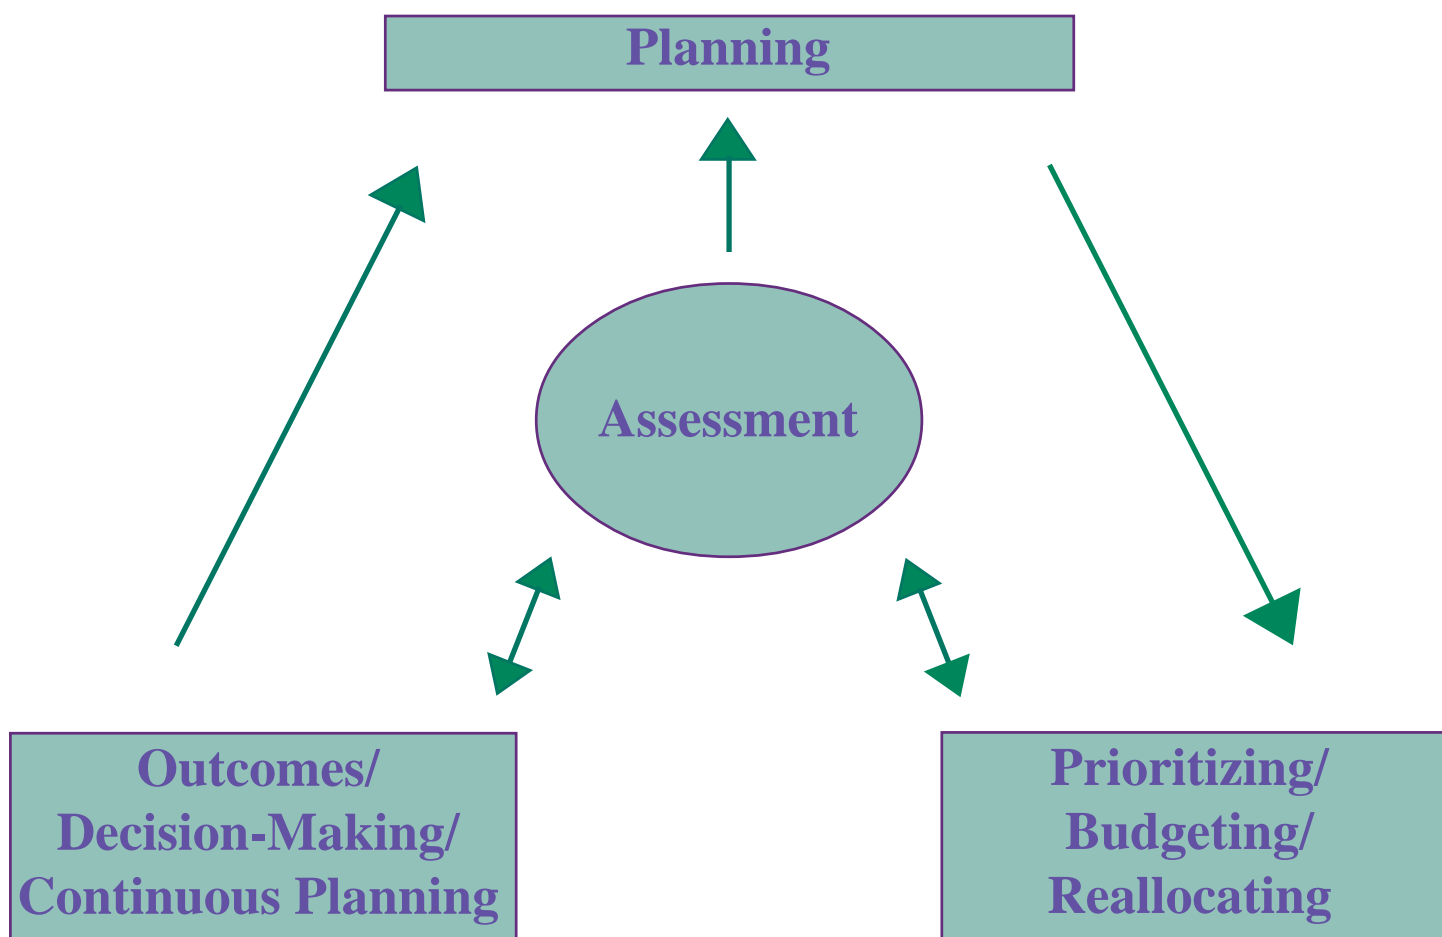 Planning
Assessment
Outcomes/
Decision-Making/
Continuous Planning
Prioritizing/
Budgeting/
Reallocating